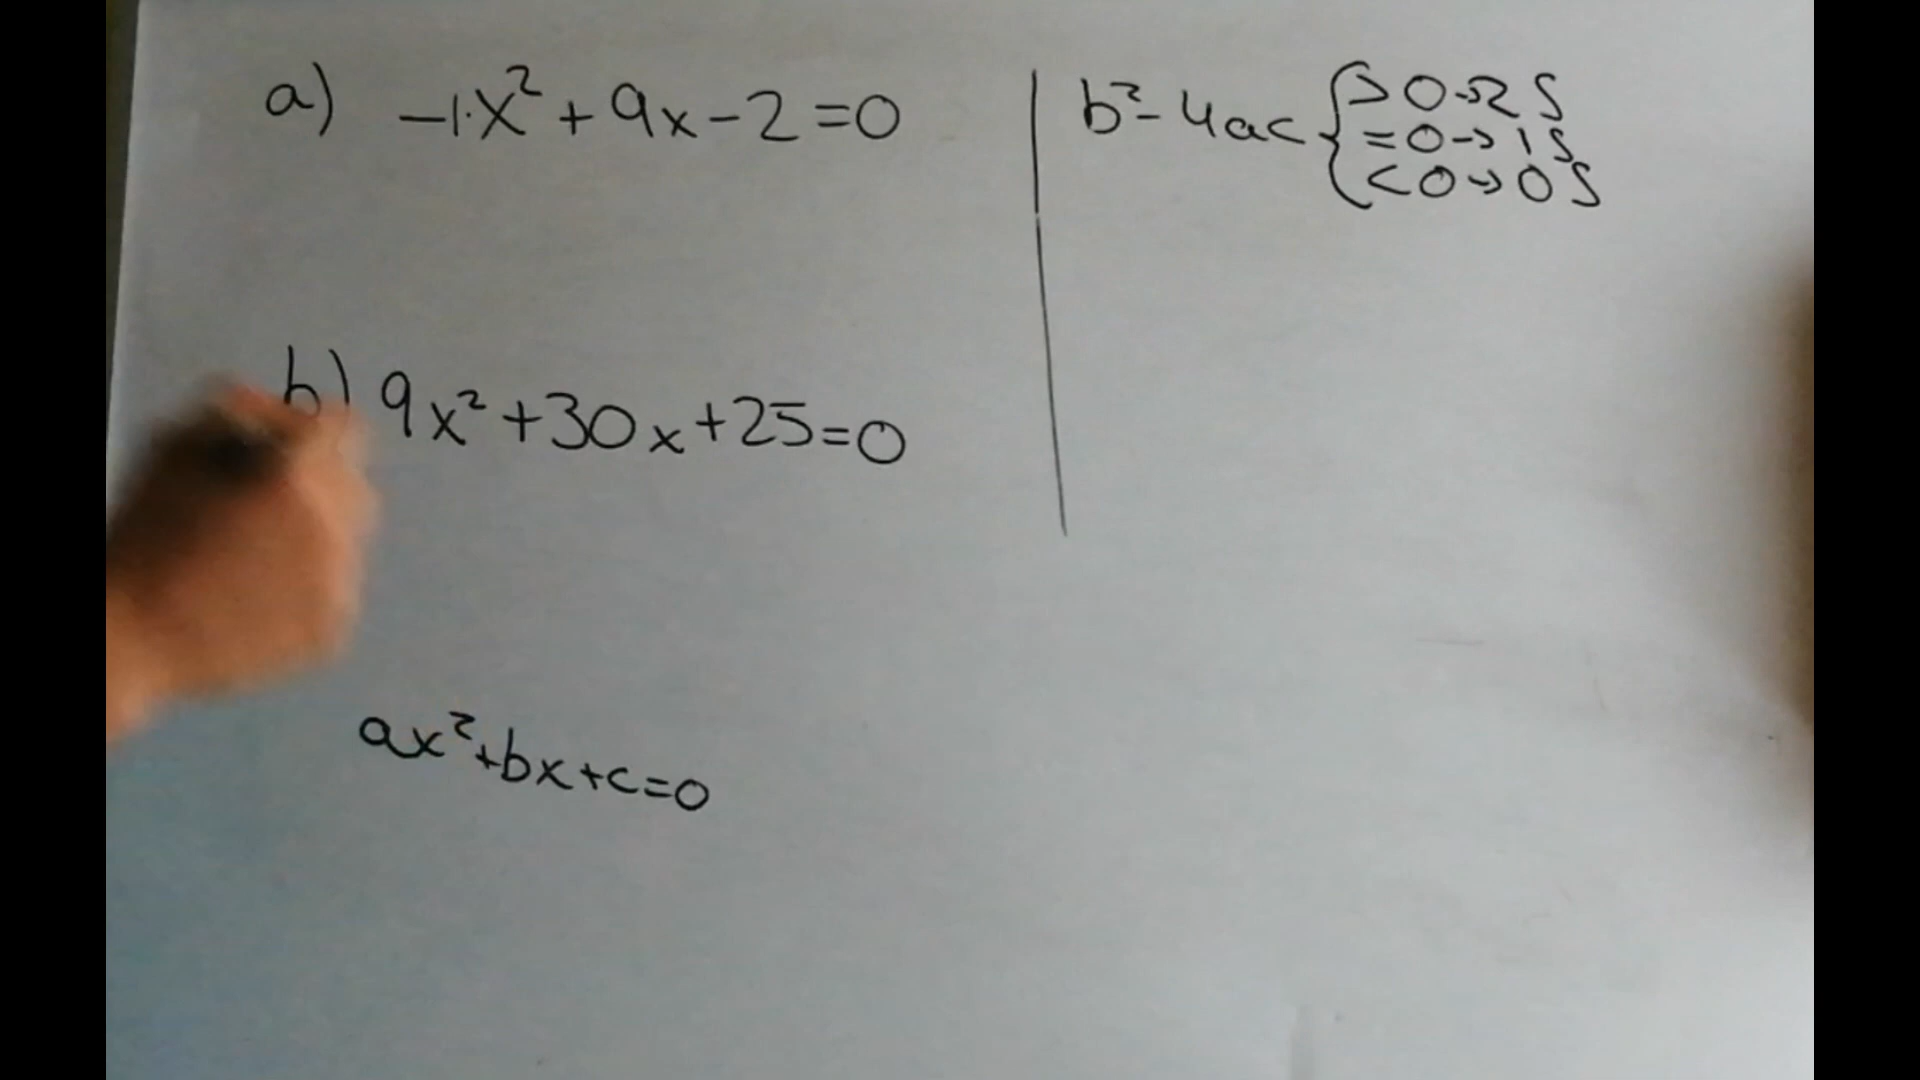 a) -1·x² + 9x - 2 = 0
b² - 4ac { > 0 → 2 S
= 0 → 1 S
< 0 → 0 S
b) 9x² + 30x + 25 = 0
ax² + bx + c = 0